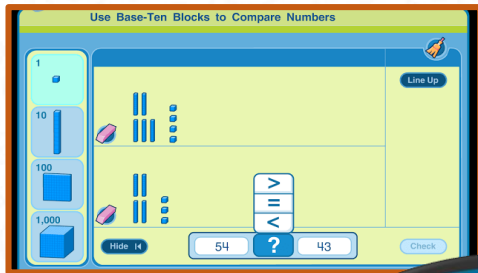 Use Base-Ten Blocks to Compare Numbers
1
Line Up
10
100
>
=
<
1,000
Hide
54
?
43
Check